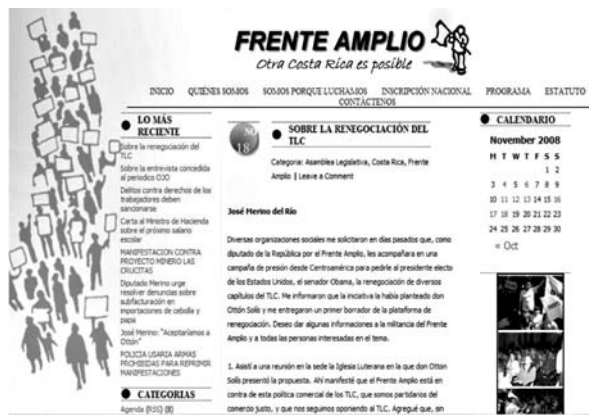 FRENTE AMPLIO
Otra Costa Rica es posible
INICIO QUIÉNES SOMOS SOMOS PORQUE LUCHAMOS INSCRIPCIÓN NACIONAL PROGRAMA ESTATUTO
CONTÁCTENOS
LO MÁS
RECIENTE
Sobre la renegociación del
TLC
Sobre la entrevista concedida
al periodico OJO
Delitos contra derechos de los
trabajadores deben
sancionarse
Carta al Ministro de Hacienda
sobre el próximo salario
escolar
MANIFESTACION CONTRA
PROYECTO MINERO LAS
CRUCITAS
Diputado Merino urge
resolver denuncias sobre
subfacturación en
importaciones de cebolla y
papa
José Merino: "Aceptaríamos a
Ottón"
POLICIA USARIA ARMAS
PROHIBIDAS PARA REPRIMIR
MANIFESTACIONES
CATEGORIAS
Agenda (RSS) (8)
18
SOBRE LA RENEGOCIACIÓN DEL
TLC
Categoria: Asamblea Legislativa, Costa Rica, Frente
Amplio | Leave a Comment
José Merino del Río
Diversas organizaciones sociales me solicitaron en días pasados que, como
diputado de la República por el Frente Amplio, les acompañara en una
campaña de presión desde Centroamérica para pedirle al presidente electo
de los Estados Unidos, el senador Obama, la renegociación de diversos
capítulos del TLC. Me informaron que la iniciativa la había planteado don
Ottón Solís y me entregaron un primer borrador de la plataforma de
renegociación. Deseo dar algunas informaciones a la militancia del Frente
Amplio y a todas las personas interesadas en el tema.
1. Asistí a una reunión en la sede la Iglesia Luterana en la que don Otton
Solís presentó la propuesta. Ahí manifesté que el Frente Amplio está en
contra de esta política comercial de los TLC, que somos partidarios del
comercio justo, y que nos seguimos oponiendo al TLC. Agregué que, sin
CALENDARIO
November 2008
M T W T F S S
1 2
3 4 5 6 7 8 9
10 11 12 13 14 15 16
17 18 19 20 21 22 23
24 25 26 27 28 29 30
« Oct